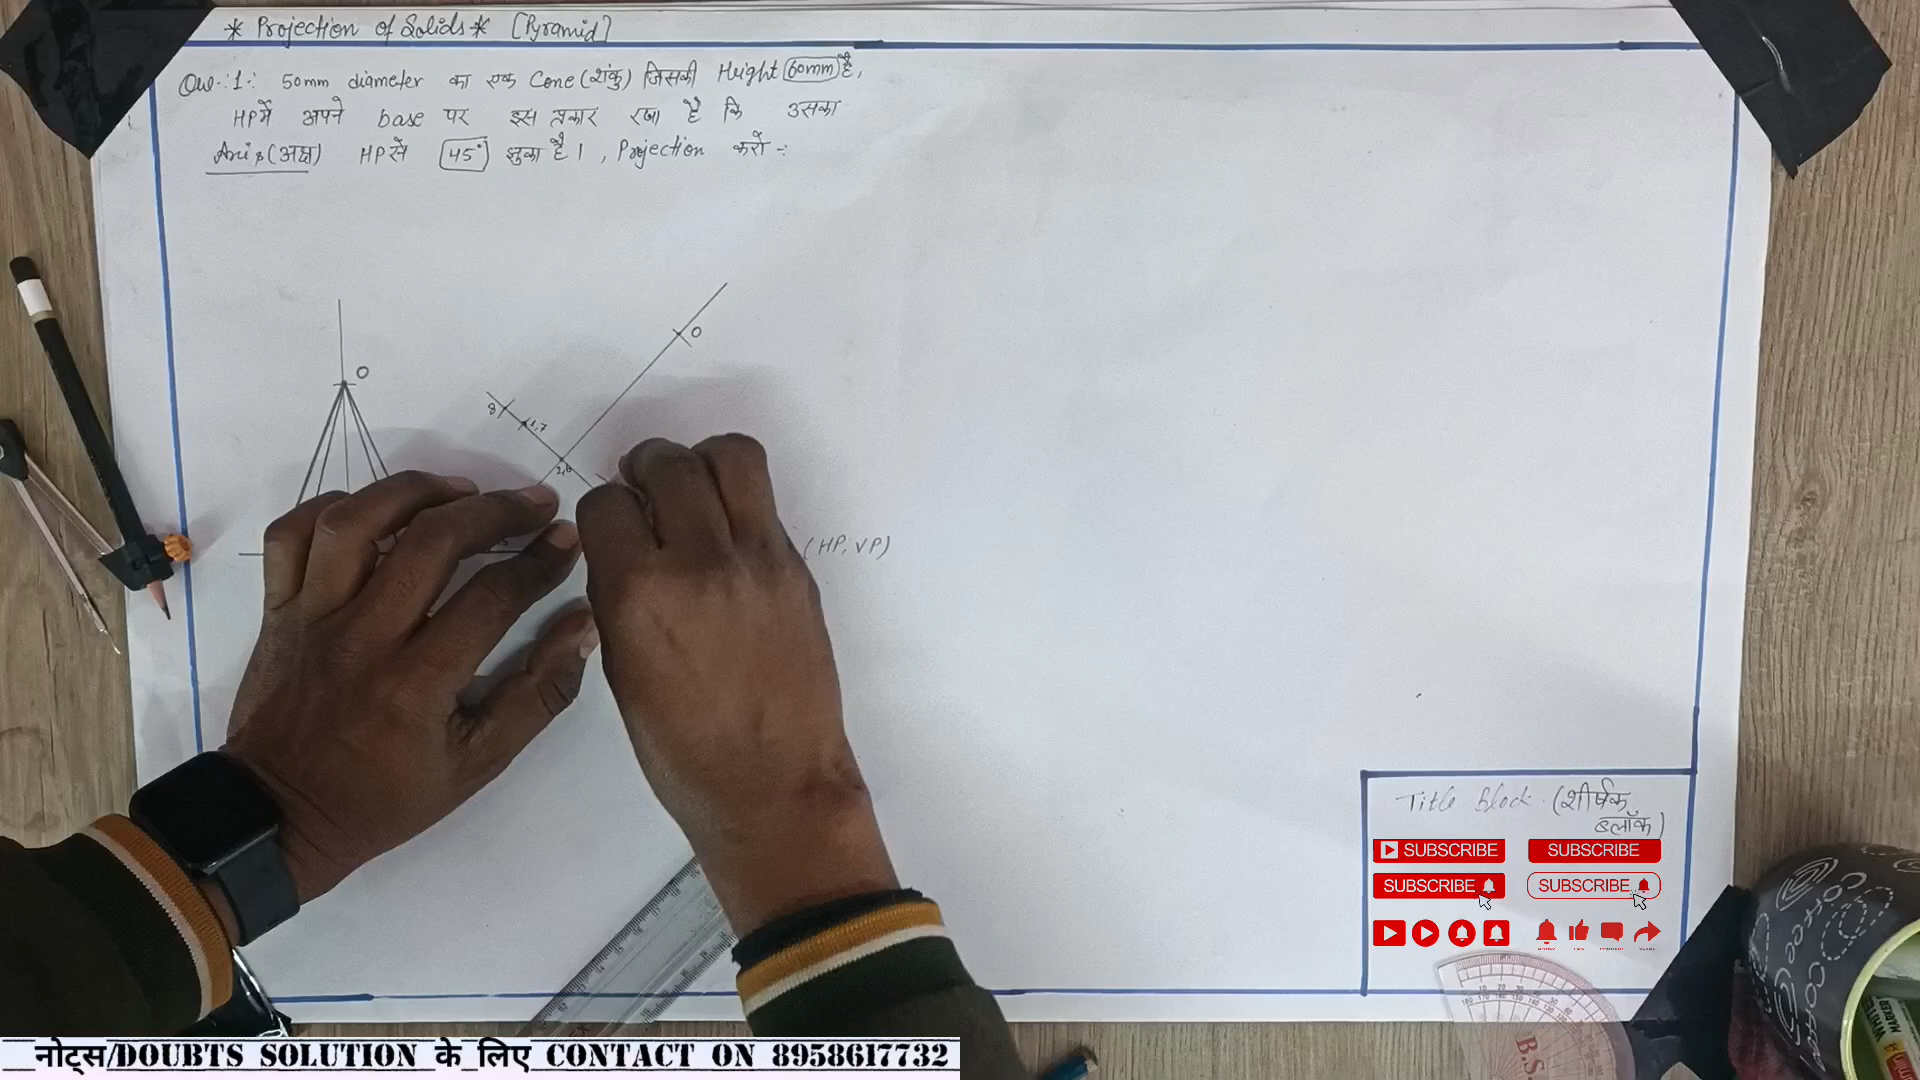 * Projection of Solids * [Pyramid]
Que.:1: 50mm diameter का एक Cone (शंकु) जिसकी Height 60mm है,
HP में अपने base पर इस प्रकार रखा है कि उसका
Axis (अक्ष) HP से 45° झुका है। , Projection करो -:
O
O
8
1,7
2,6
(HP, VP)
Title Block (शीर्षक
ब्लॉक)
SUBSCRIBE SUBSCRIBE
SUBSCRIBE SUBSCRIBE
COFFEE
B.S.
नोट्स/DOUBTS SOLUTION के लिए CONTACT ON 8958617732